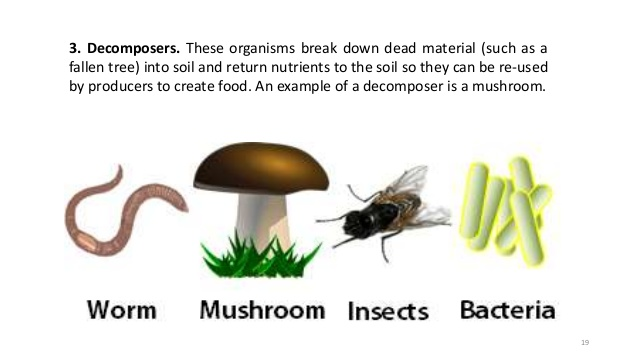 3. Decomposers. These organisms break down dead material (such as a
fallen tree) into soil and return nutrients to the soil so they can be re-used
by producers to create food. An example of a decomposer is a mushroom.
Worm Mushroom Insects Bacteria
19